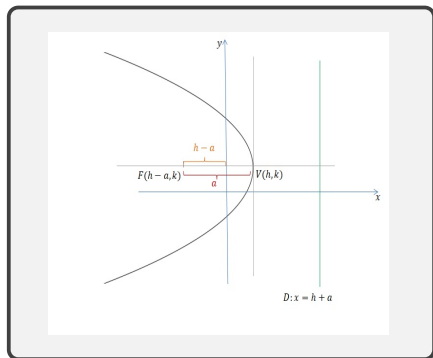 y
h − a
F(h − a, k)
V(h, k)
a
x
D: x = h + a